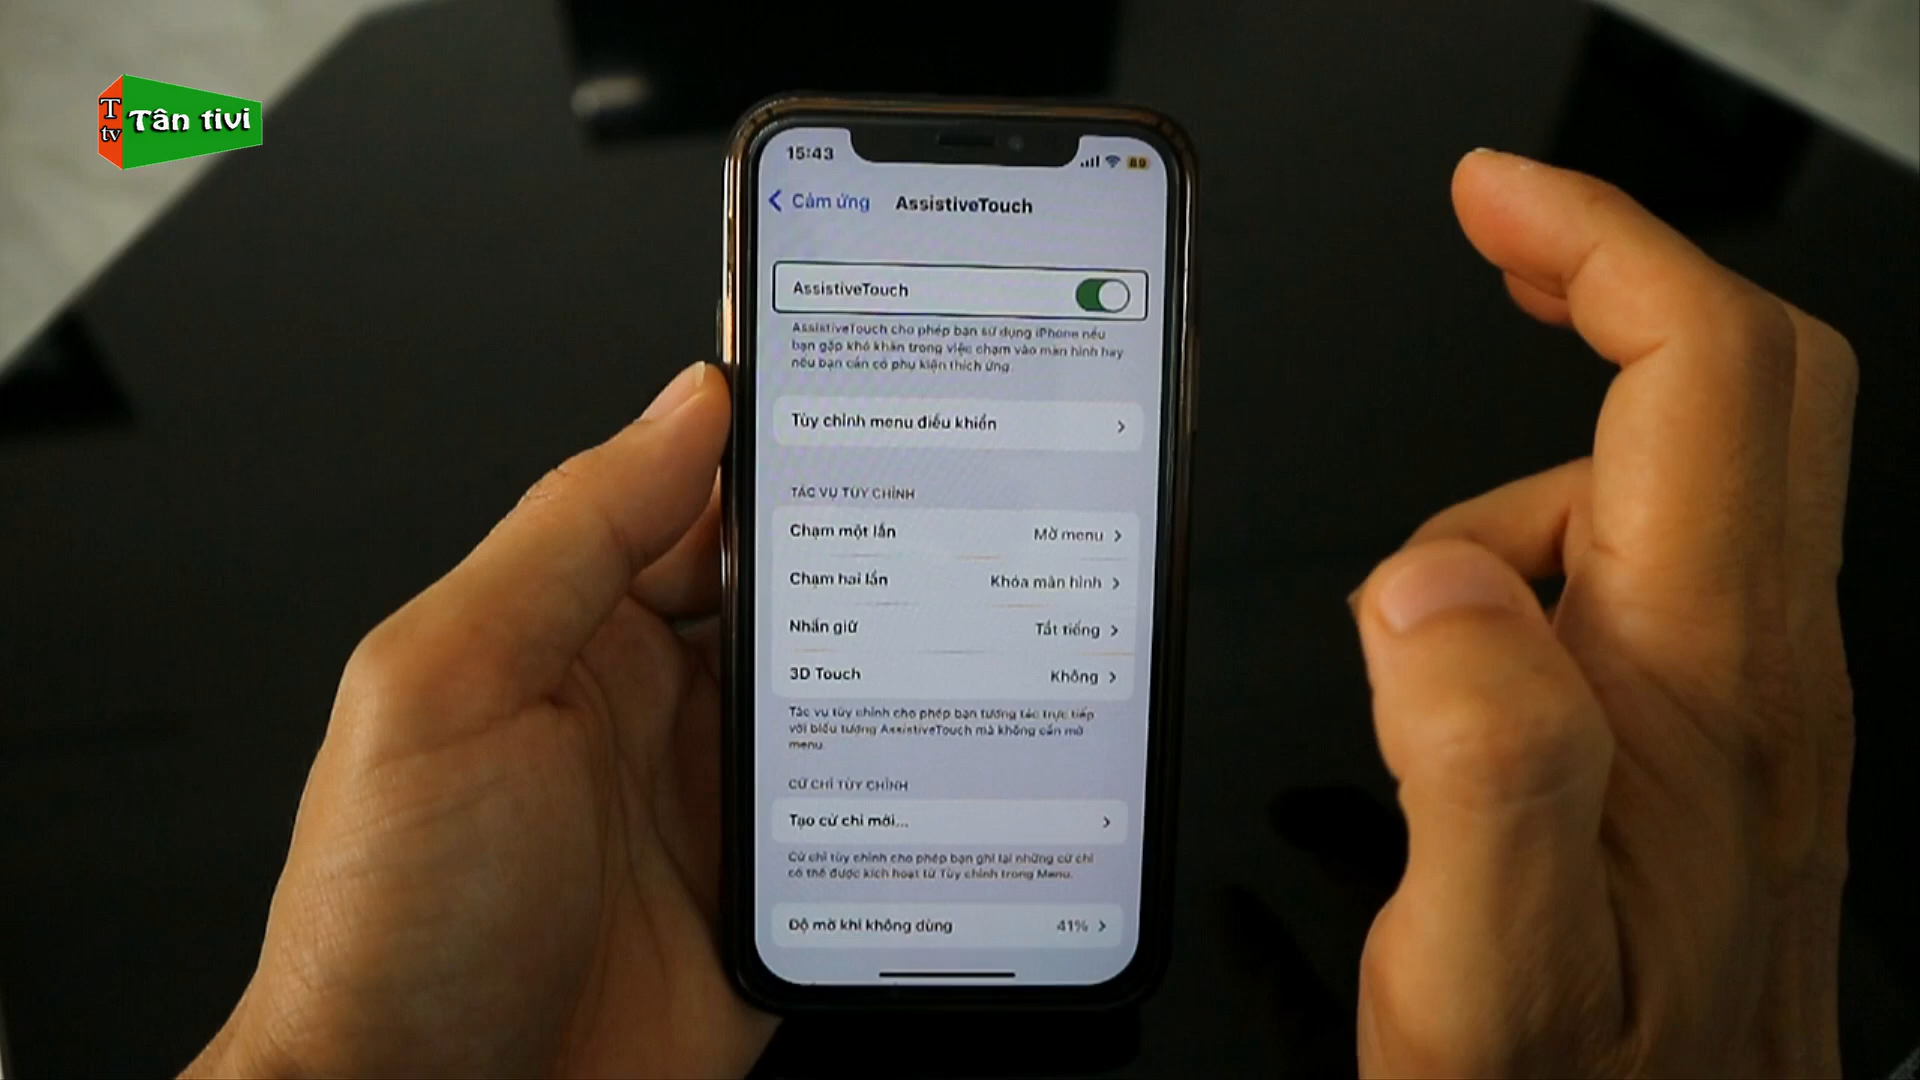 T
tv
Tân tivi
15:43
89
Cảm ứng
AssistiveTouch
AssistiveTouch
AssistiveTouch cho phép bạn sử dụng iPhone nếu
bạn gặp khó khăn trong việc chạm vào màn hình hay
nếu bạn cần có phụ kiện thích ứng.
Tùy chỉnh menu điều khiển
TÁC VỤ TÙY CHỈNH
Chạm một lần
Mở menu
Chạm hai lần
Khóa màn hình
Nhấn giữ
Tắt tiếng
3D Touch
Không
Tác vụ tùy chỉnh cho phép bạn tương tác trực tiếp
với biểu tượng AssistiveTouch mà không cần mở
menu.
CỬ CHỈ TÙY CHỈNH
Tạo cử chỉ mới...
Cử chỉ tùy chỉnh cho phép bạn ghi lại những cử chỉ
có thể được kích hoạt từ Tùy chỉnh trong Menu.
Độ mờ khi không dùng
41%